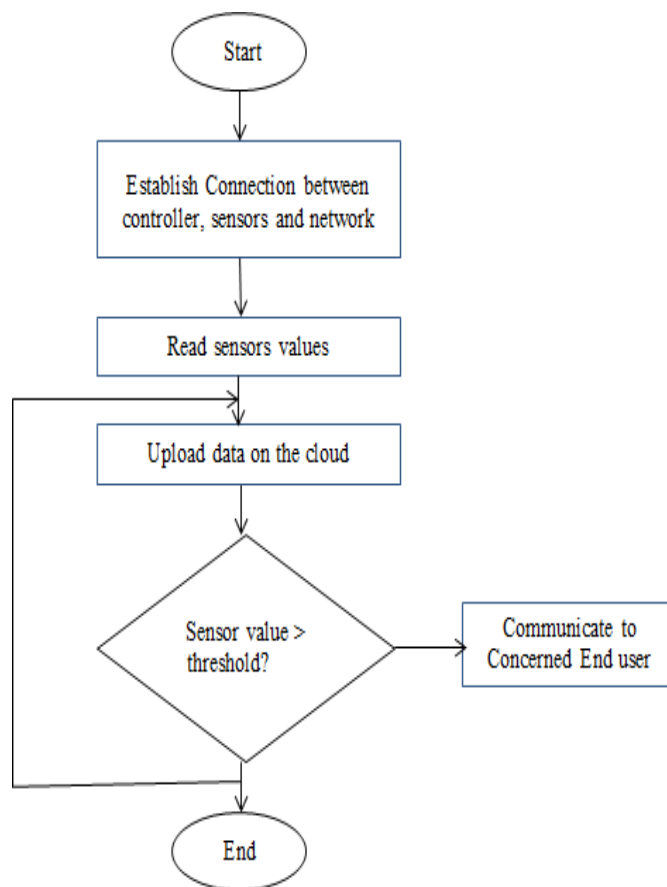 Start
Establish Connection between
controller, sensors and network
Read sensors values
Upload data on the cloud
Sensor value >
threshold?
Communicate to
Concerned End user
End